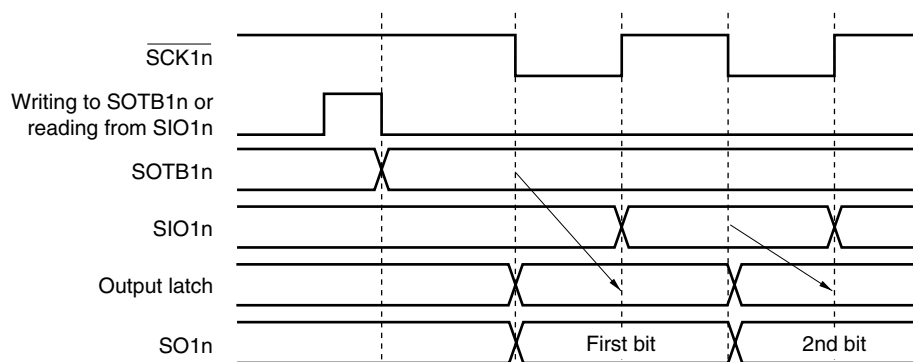 SCK1n
Writing to SOTB1n or
reading from SIO1n
SOTB1n
SIO1n
Output latch
SO1n
First bit
2nd bit